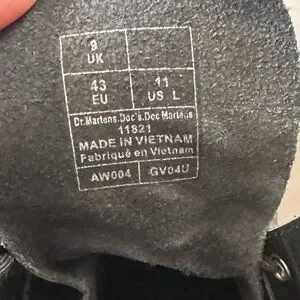 9
UK
43 11
EU US L
Dr.Martens.Doc's.Doc Martens
11821
MADE IN VIETNAM
Fabriqué en Vietnam
AW004 GV04U